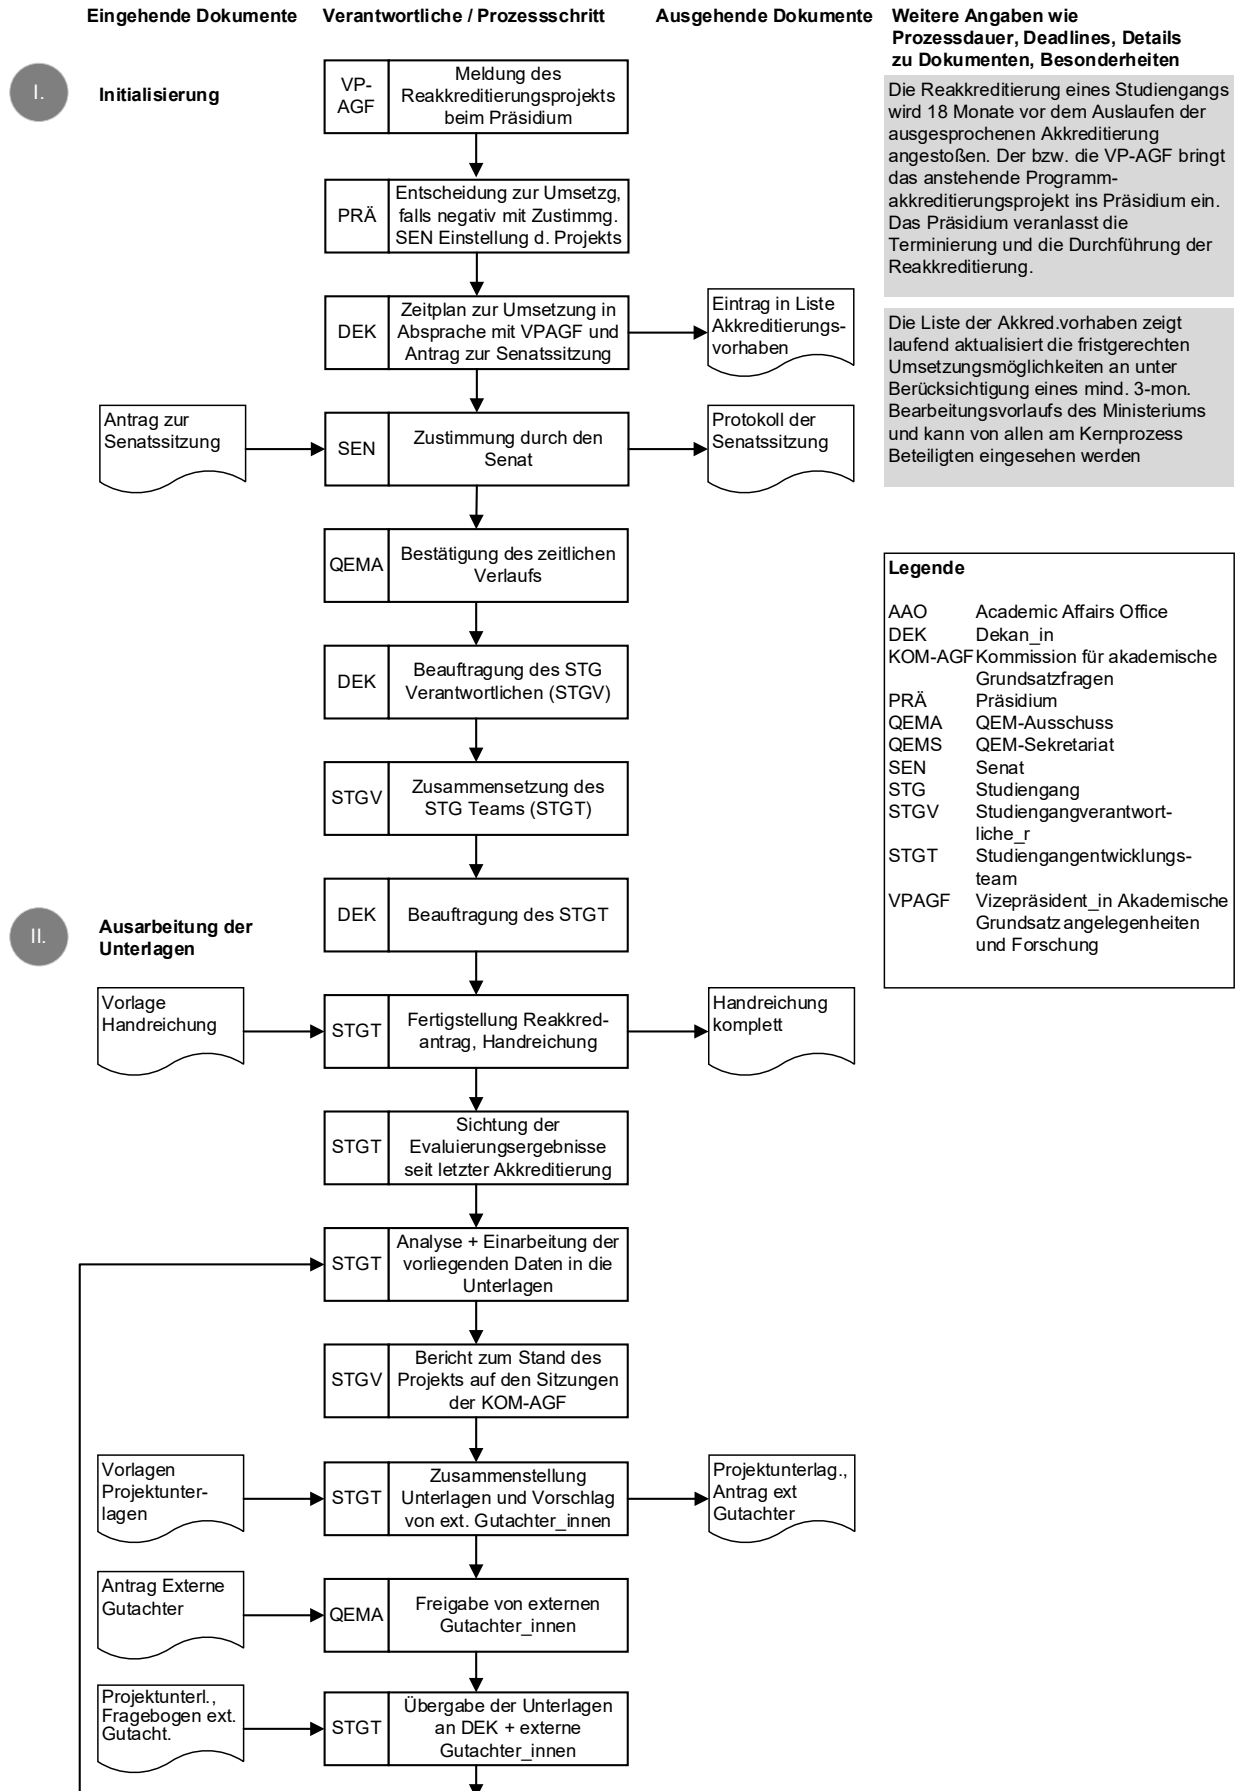 Eingehende Dokumente
Verantwortliche / Prozessschritt
Ausgehende Dokumente
Weitere Angaben wie
Prozessdauer, Deadlines, Details
zu Dokumenten, Besonderheiten
I.
Initialisierung
VP-
AGF
Meldung des
Reakkreditierungsprojekts
beim Präsidium
Die Reakkreditierung eines Studiengangs
wird 18 Monate vor dem Auslaufen der
ausgesprochenen Akkreditierung
angestoßen. Der bzw. die VP-AGF bringt
das anstehende Programm-
akkreditierungsprojekt ins Präsidium ein.
Das Präsidium veranlasst die
Terminierung und die Durchführung der
Reakkreditierung.
PRÄ
Entscheidung zur Umsetzg,
falls negativ mit Zustimmg.
SEN Einstellung d. Projekts
DEK
Zeitplan zur Umsetzung in
Absprache mit VPAGF und
Antrag zur Senatssitzung
Eintrag in Liste
Akkreditierungs-
vorhaben
Die Liste der Akkred.vorhaben zeigt
laufend aktualisiert die fristgerechten
Umsetzungsmöglichkeiten an unter
Berücksichtigung eines mind. 3-mon.
Bearbeitungsvorlaufs des Ministeriums
und kann von allen am Kernprozess
Beteiligten eingesehen werden
Antrag zur
Senatssitzung
SEN
Zustimmung durch den
Senat
Protokoll der
Senatssitzung
QEMA
Bestätigung des zeitlichen
Verlaufs
Legende
AAO Academic Affairs Office
DEK Dekan_in
KOM-AGF Kommission für akademische
Grundsatzfragen
PRÄ Präsidium
QEMA QEM-Ausschuss
QEMS QEM-Sekretariat
SEN Senat
STG Studiengang
STGV Studiengangverantwort-
liche_r
STGT Studiengangentwicklungs-
team
VPAGF Vizepräsident_in Akademische
Grundsatzangelegenheiten
und Forschung
DEK
Beauftragung des STG
Verantwortlichen (STGV)
STGV
Zusammensetzung des
STG Teams (STGT)
DEK
Beauftragung des STGT
II.
Ausarbeitung der
Unterlagen
Vorlage
Handreichung
STGT
Fertigstellung Reakkred-
antrag, Handreichung
Handreichung
komplett
STGT
Sichtung der
Evaluierungsergebnisse
seit letzter Akkreditierung
STGT
Analyse + Einarbeitung der
vorliegenden Daten in die
Unterlagen
STGV
Bericht zum Stand des
Projekts auf den Sitzungen
der KOM-AGF
Vorlagen
Projektunter-
lagen
STGT
Zusammenstellung
Unterlagen und Vorschlag
von ext. Gutachter_innen
Projektunterlag.,
Antrag ext
Gutachter
Antrag Externe
Gutachter
QEMA
Freigabe von externen
Gutachter_innen
Projektunterl.,
Fragebogen ext.
Gutacht.
STGT
Übergabe der Unterlagen
an DEK + externe
Gutachter_innen